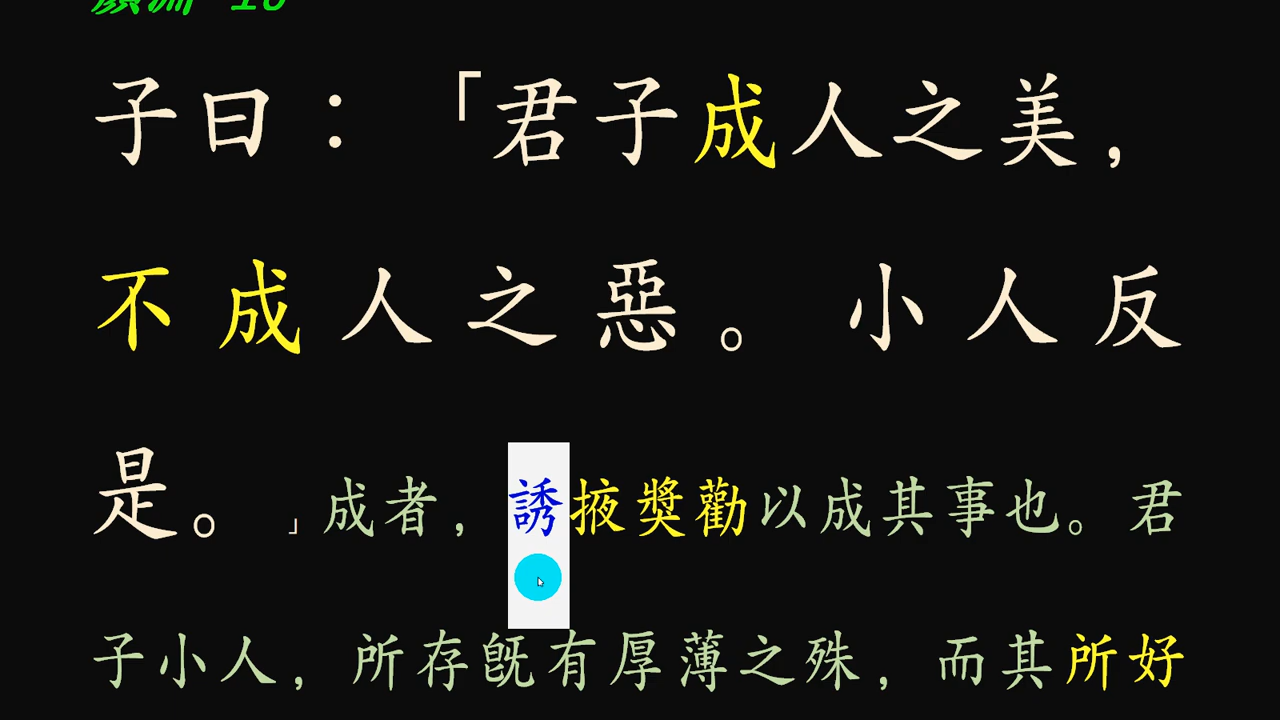 子曰：「君子成人之美，
不成人之惡。小人反
是。」成者，誘掖獎勸以成其事也。君
子小人，所存既有厚薄之殊，而其所好